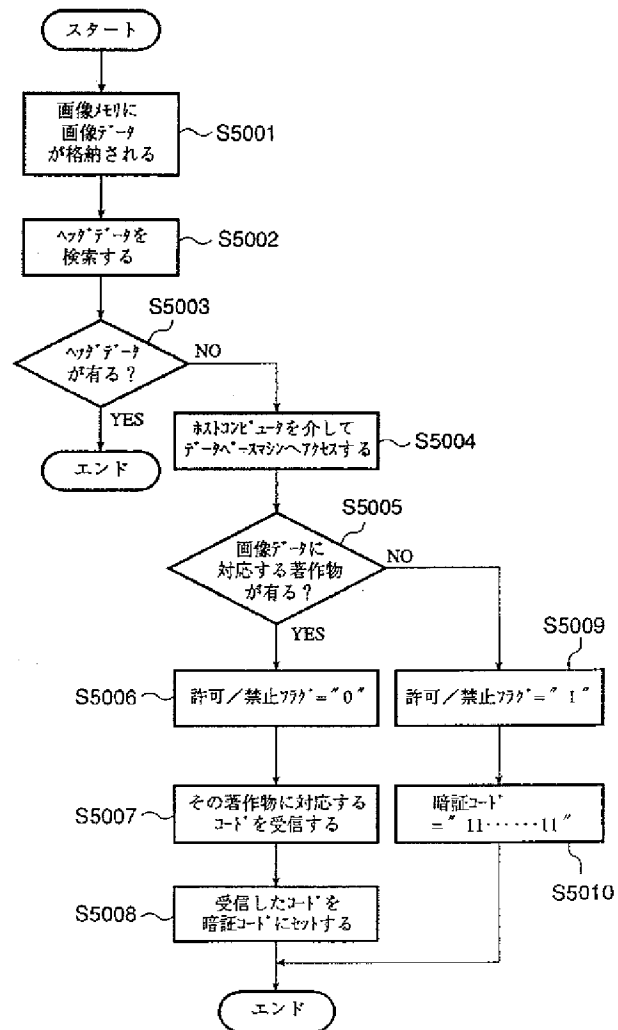 スタート
画像メモリに
画像データ
が格納される
S5001
ヘッダデータを
検索する
S5002
S5003
ヘッダデータ
が有る?
NO
YES
エンド
ホストコンピュータを介して
データベースマシンへアクセスする
S5004
S5005
画像データに
対応する著作物
が有る?
NO
YES
S5009
S5006
許可/禁止フラグ="0"
許可/禁止フラグ="1"
S5007
その著作物に対応する
コードを受信する
暗証コード
="11……11"
S5010
S5008
受信したコードを
暗証コードにセットする
エンド